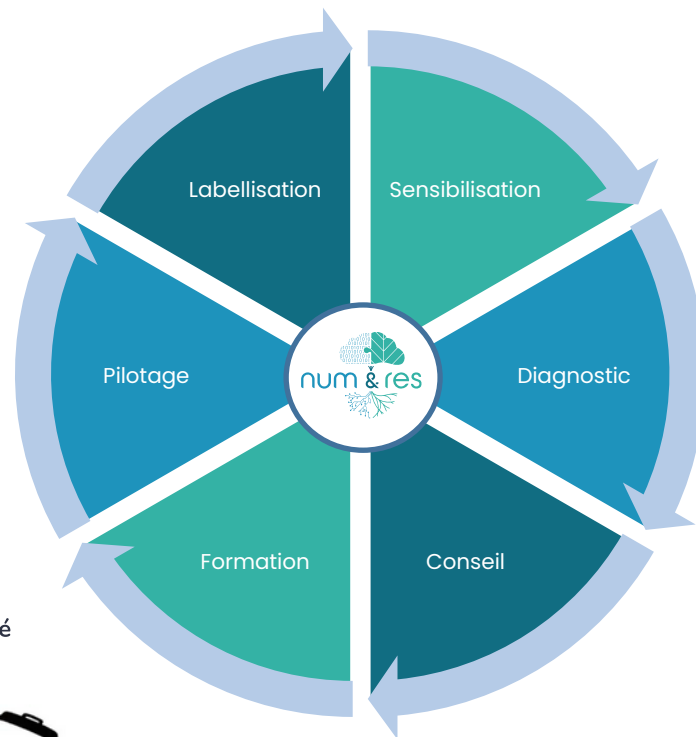 Labellisation
Sensibilisation
Pilotage
num & res
Diagnostic
Formation
Conseil
é